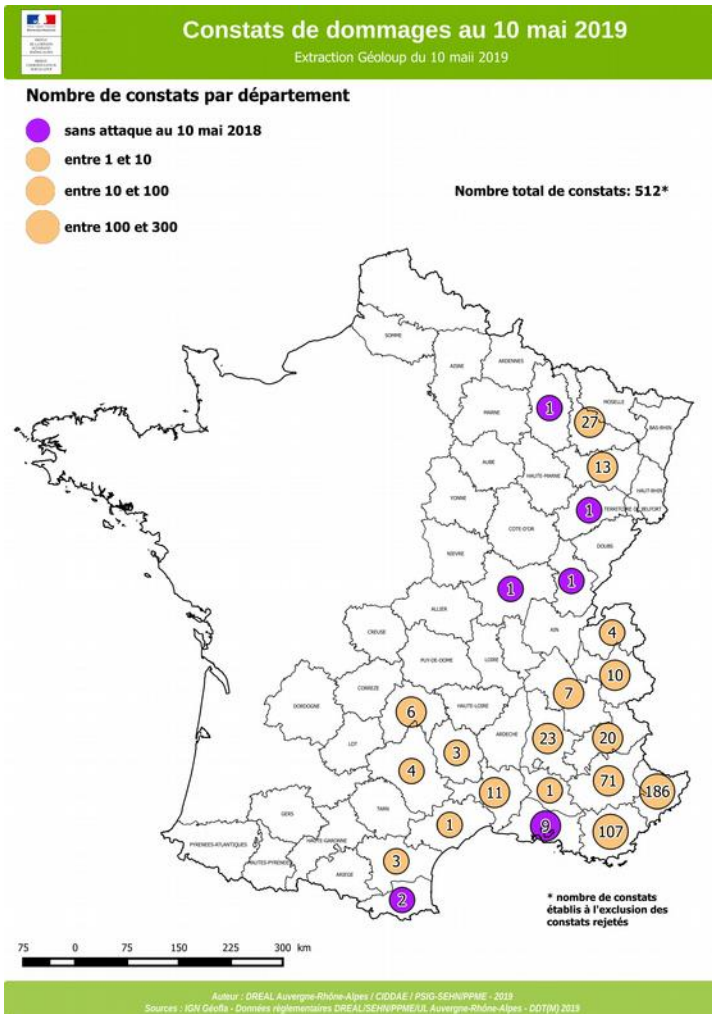 Constats de dommages au 10 mai 2019
Extraction Géoloup du 10 maii 2019
Nombre de constats par département
sans attaque au 10 mai 2018
entre 1 et 10
entre 10 et 100
entre 100 et 300
Nombre total de constats: 512*
SOMME
AISNE
ARDENNES
MARNE
1
MOSELLE
27
BAS-RHIN
AUBE
HAUTE-MARNE
13
HAUT-RHIN
YONNE
1
TERRITOIRE DE BELFORT
COTE-D'OR
NIEVRE
DOUBS
1
1
ALLIER
CREUSE
AIN
4
PUY-DE-DOME
LOIRE
10
CORREZE
7
DORDOGNE
HAUTE-LOIRE
6
ARDECHE
23
20
LOT
3
4
71
1
11
186
TARN
GERS
1
9
107
PYRENEES-ATLANTIQUES
HAUTE-GARONNE
HAUTES-PYRENEES
3
ARIEGE
2
* nombre de constats
établis à l'exclusion des
constats rejetés
75 0 75 150 225 300 km
Auteur : DREAL Auvergne-Rhône-Alpes / CIDDAE / PSIG-SEHN/PPME - 2019
Sources : IGN Géofla - Données règlementaires DREAL/SEHN/PPME/UL Auvergne-Rhône-Alpes - DDT(M) 2019